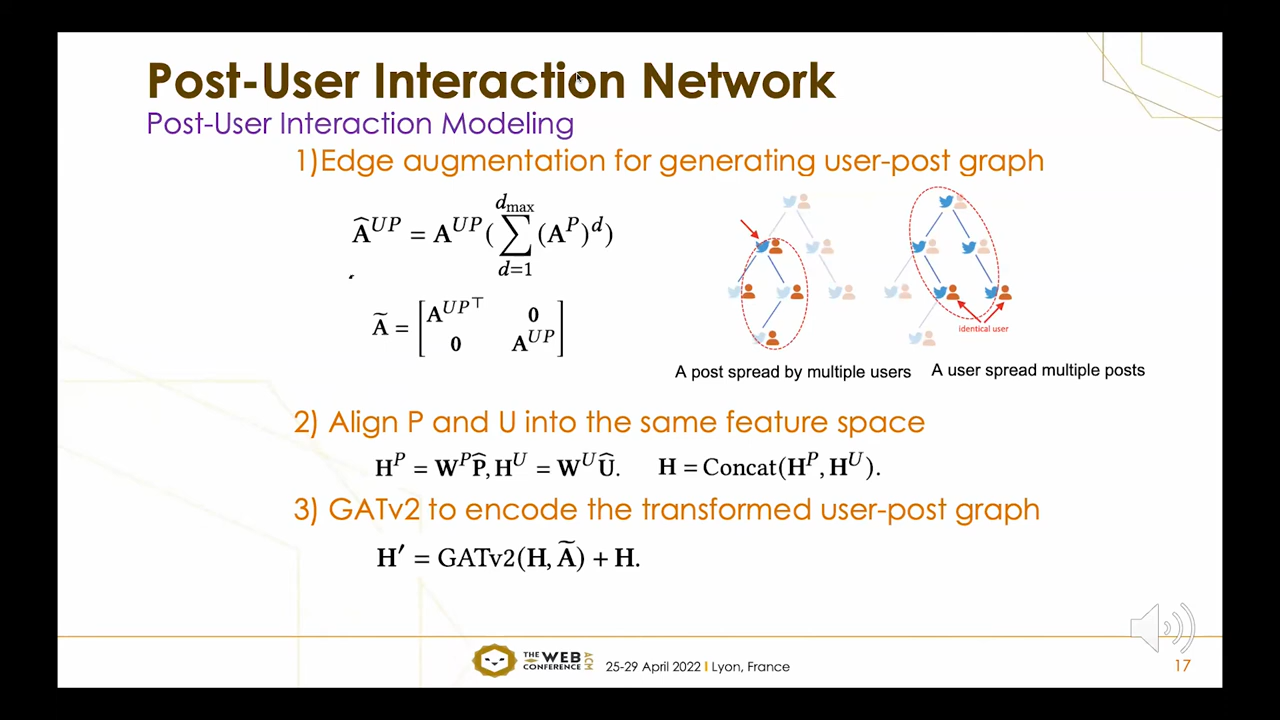 Post-User Interaction Network
Post-User Interaction Modeling
1)Edge augmentation for generating user-post graph
Â^{UP} = A^{UP}(∑_{d=1}^{d_{max}} (A^P)^d)
Ã = [A^{UP⊤} 0
0 A^{UP}]
identical user
A post spread by multiple users
A user spread multiple posts
2) Align P and U into the same feature space
H^P = W^P P̂, H^U = W^U Û. H = Concat(H^P, H^U).
3) GATv2 to encode the transformed user-post graph
H′ = GATv2(H, Ã) + H.
THE WEB CONFERENCE ACM
25-29 April 2022 I Lyon, France
17